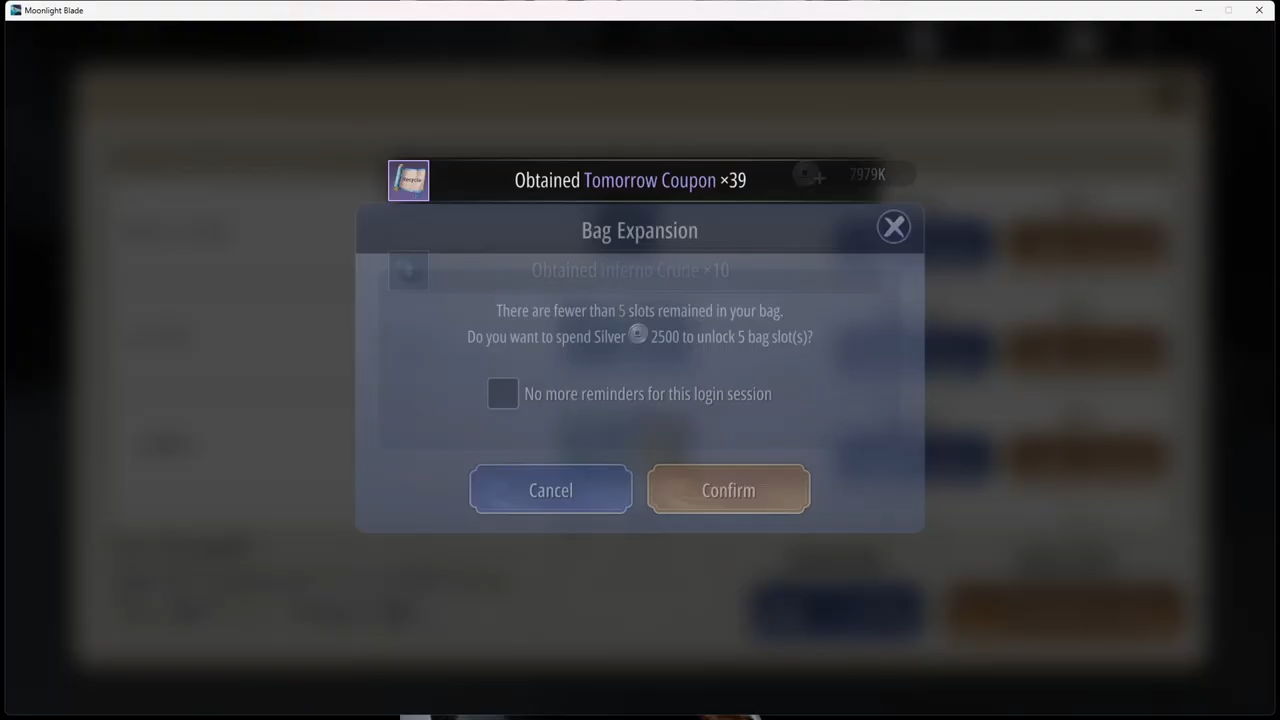 Moonlight Blade
Recycle
Obtained Tomorrow Coupon ×39
7979K
Bag Expansion
Obtained Inferno Crude ×10
There are fewer than 5 slots remained in your bag.
Do you want to spend Silver 2500 to unlock 5 bag slot(s)?
No more reminders for this login session
Cancel
Confirm